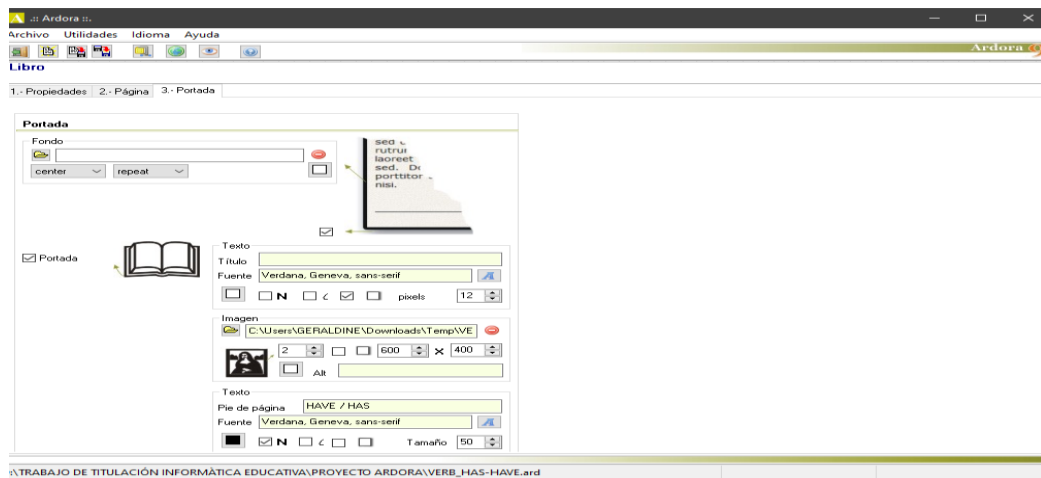 .:: Ardora ::.
Archivo Utilidades Idioma Ayuda
Ardora
Libro
1.- Propiedades 2.- Página 3.- Portada
Portada
Fondo
sed
rutrui
laoreet
center repeat
sed. De
porttitor
nisi.
Portada
Texto
Título
Fuente Verdana, Geneva, sans-serif A
N pixels 12
Imagen
C:\Users\GERALDINE\Downloads\Temp\VE
2 600 × 400
Alt
Texto
Pie de página HAVE / HAS
Fuente Verdana, Geneva, sans-serif A
N Tamaño 50
:\TRABAJO DE TITULACIÓN INFORMÀTICA EDUCATIVA\PROYECTO ARDORA\VERB_HAS-HAVE.ard